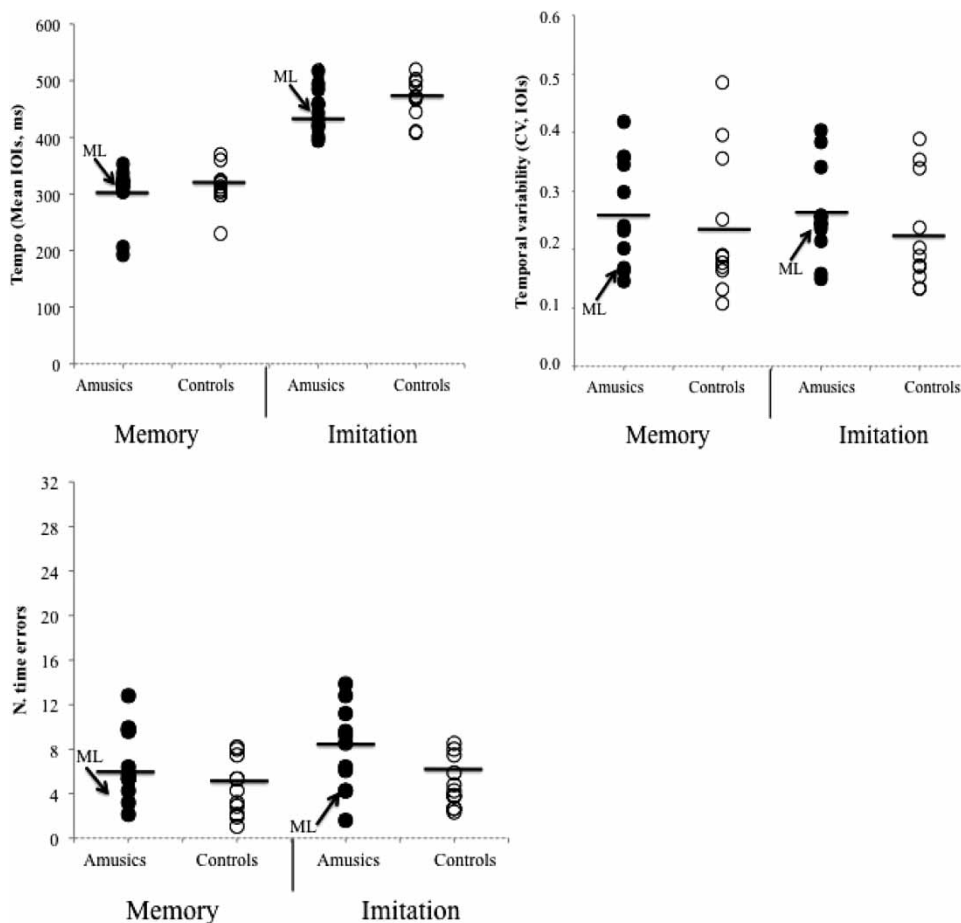 Tempo (Mean IOIs, ms)
600
500
400
300
200
100
0
ML
ML
Amusics Controls Amusics Controls
Memory Imitation
Temporal variability (CV, IOIs)
0.6
0.5
0.4
0.3
0.2
0.1
0.0
ML
ML
Amusics Controls Amusics Controls
Memory Imitation
N. time errors
32
28
24
20
16
12
8
4
0
ML
ML
Amusics Controls Amusics Controls
Memory Imitation